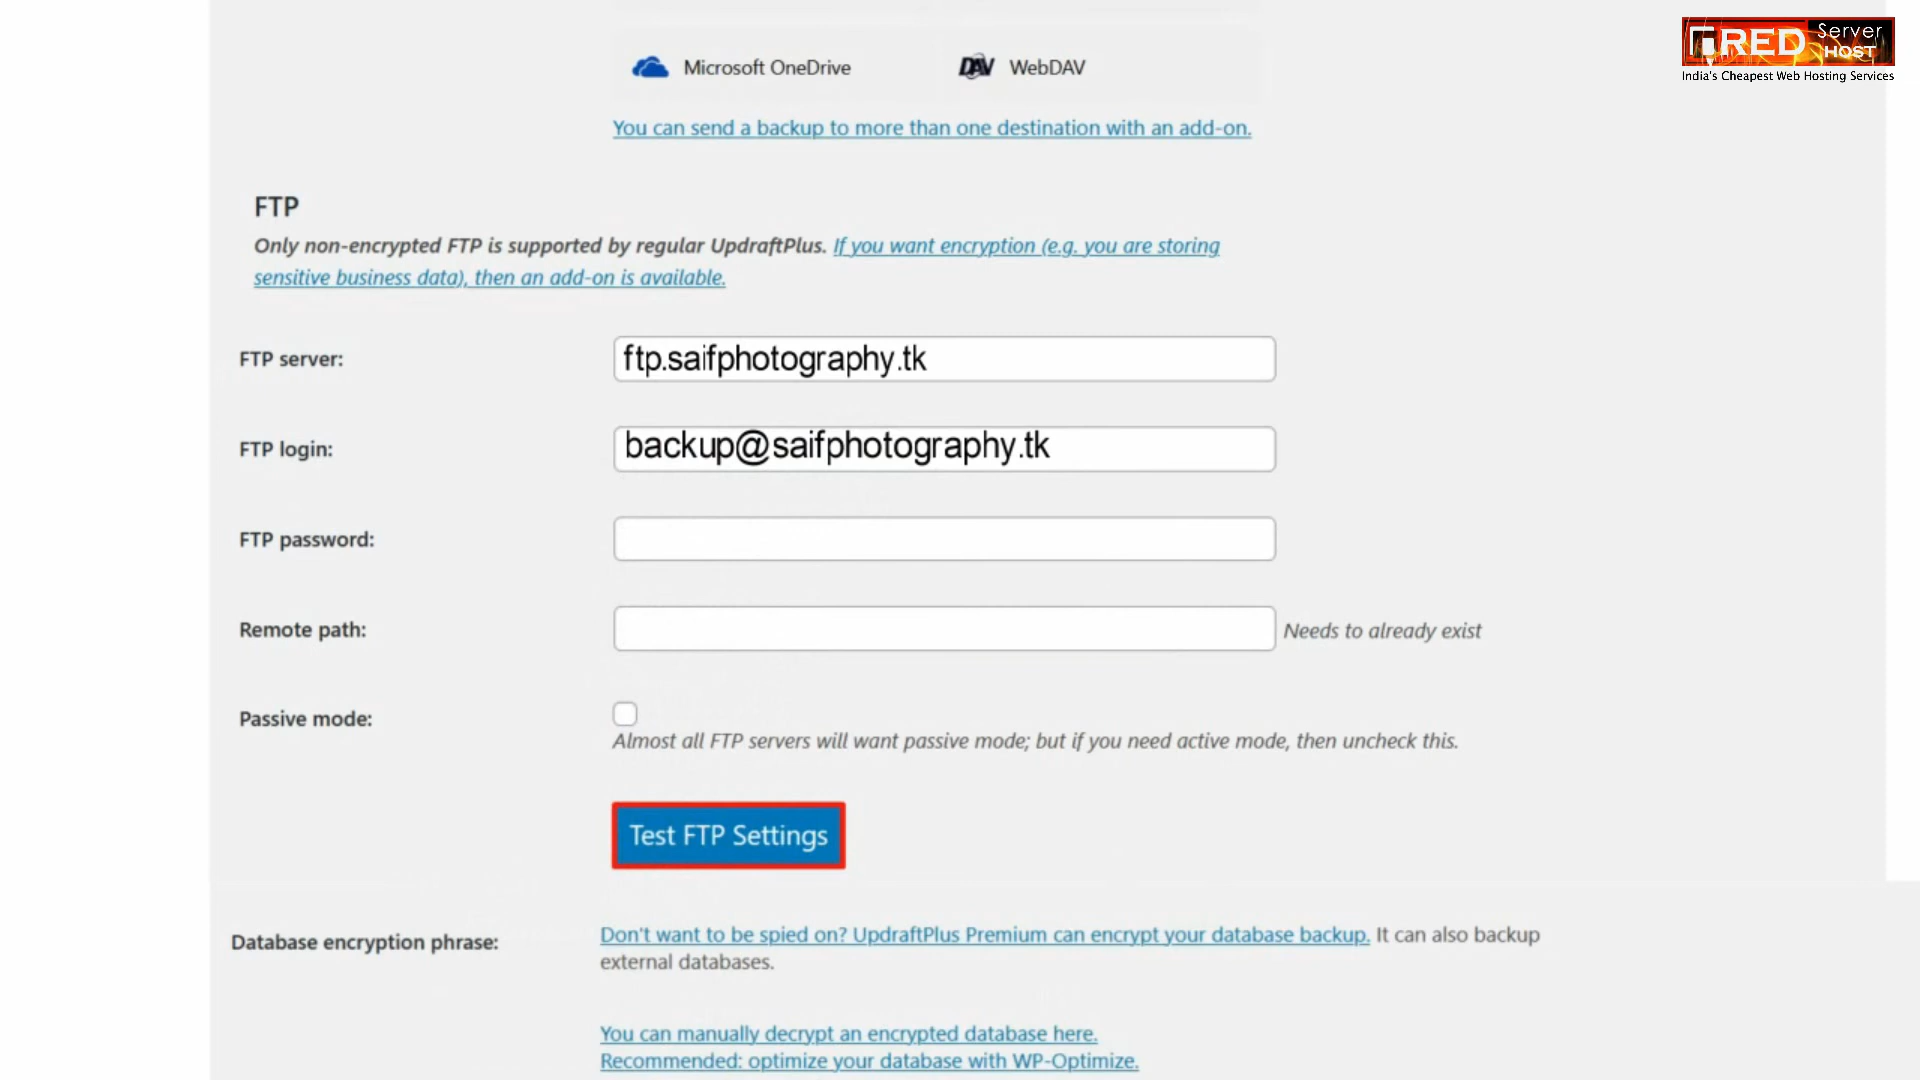 RED Server HOST
India's Cheapest Web Hosting Services
Microsoft OneDrive
DAV WebDAV
You can send a backup to more than one destination with an add-on.
FTP
Only non-encrypted FTP is supported by regular UpdraftPlus. If you want encryption (e.g. you are storing
sensitive business data), then an add-on is available.
FTP server:
ftp.saifphotography.tk
FTP login:
backup@saifphotography.tk
FTP password:
Remote path:
Needs to already exist
Passive mode:
Almost all FTP servers will want passive mode; but if you need active mode, then uncheck this.
Test FTP Settings
Database encryption phrase:
Don't want to be spied on? UpdraftPlus Premium can encrypt your database backup. It can also backup
external databases.
You can manually decrypt an encrypted database here.
Recommended: optimize your database with WP-Optimize.